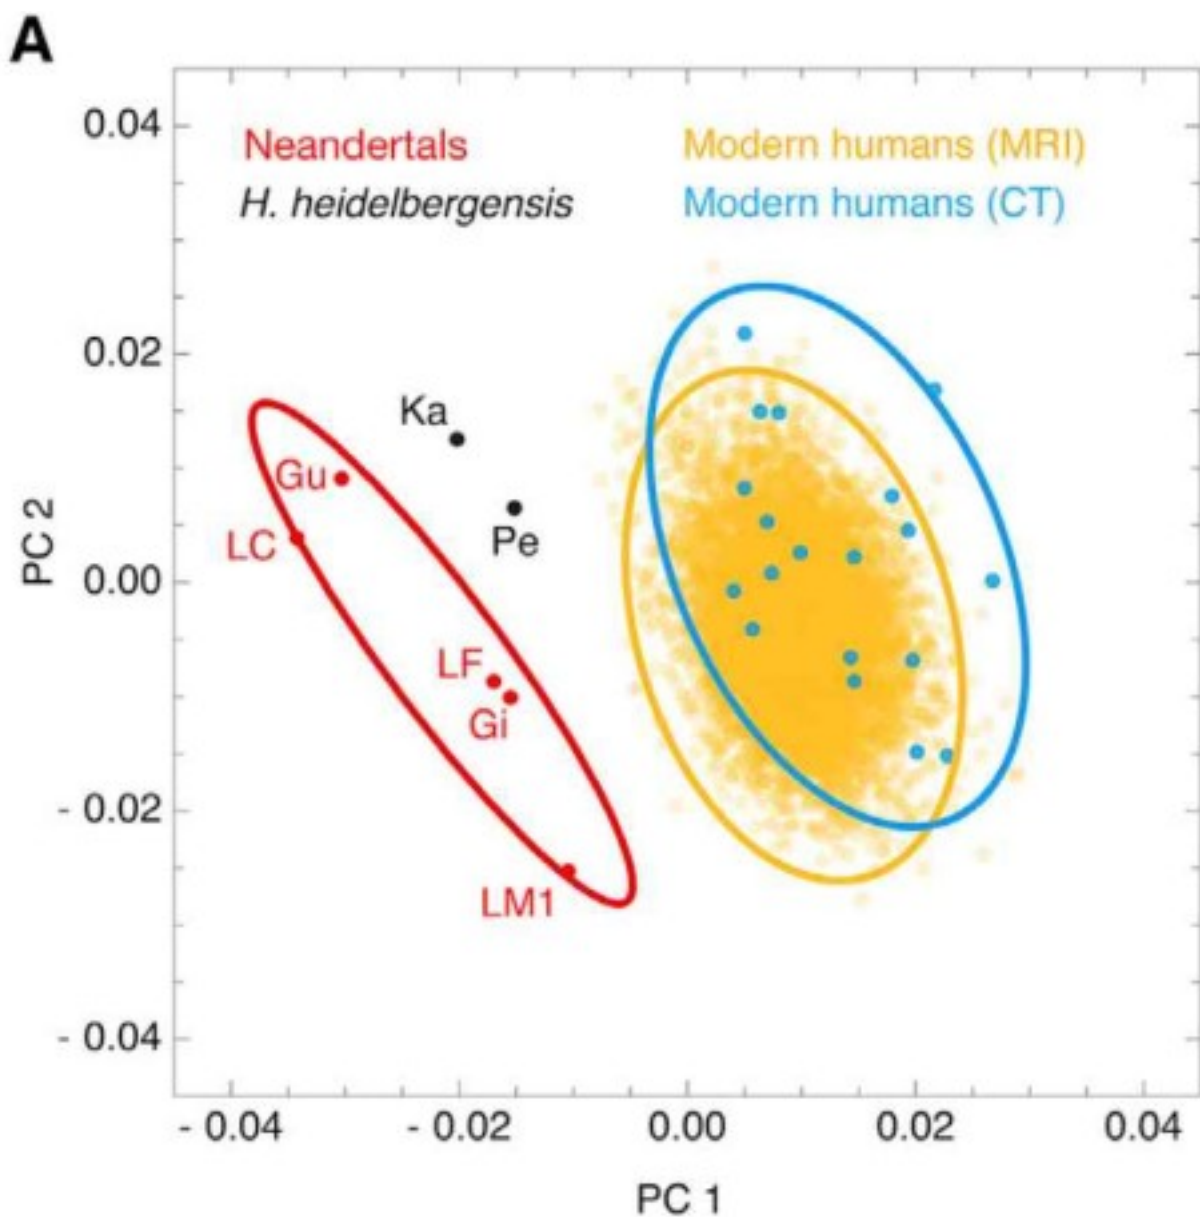 A
0.04
Neandertals
Modern humans (MRI)
H. heidelbergensis
Modern humans (CT)
0.02
Ka
Gu
Pe
LC
0.00
PC 2
LF
Gi
- 0.02
LM1
- 0.04
- 0.04 - 0.02 0.00 0.02 0.04
PC 1